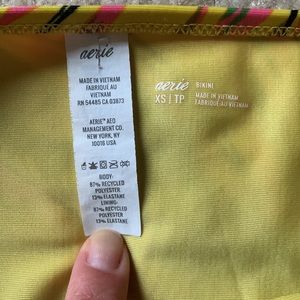 aerie
MADE IN VIETNAM
FABRIQUÉ AU
VIETNAM
RN 54485 CA 03873
AERIE® AEO
MANAGEMENT CO.
NEW YORK, NY
10016 USA
BODY:
87% RECYCLED
POLYESTER
13% ELASTANE
LINING:
87% RECYCLED
POLYESTER
13% ELASTANE
aerie BIKINI
XS | TP MADE IN VIETNAM
FABRIQUÉ AU VIETNAM